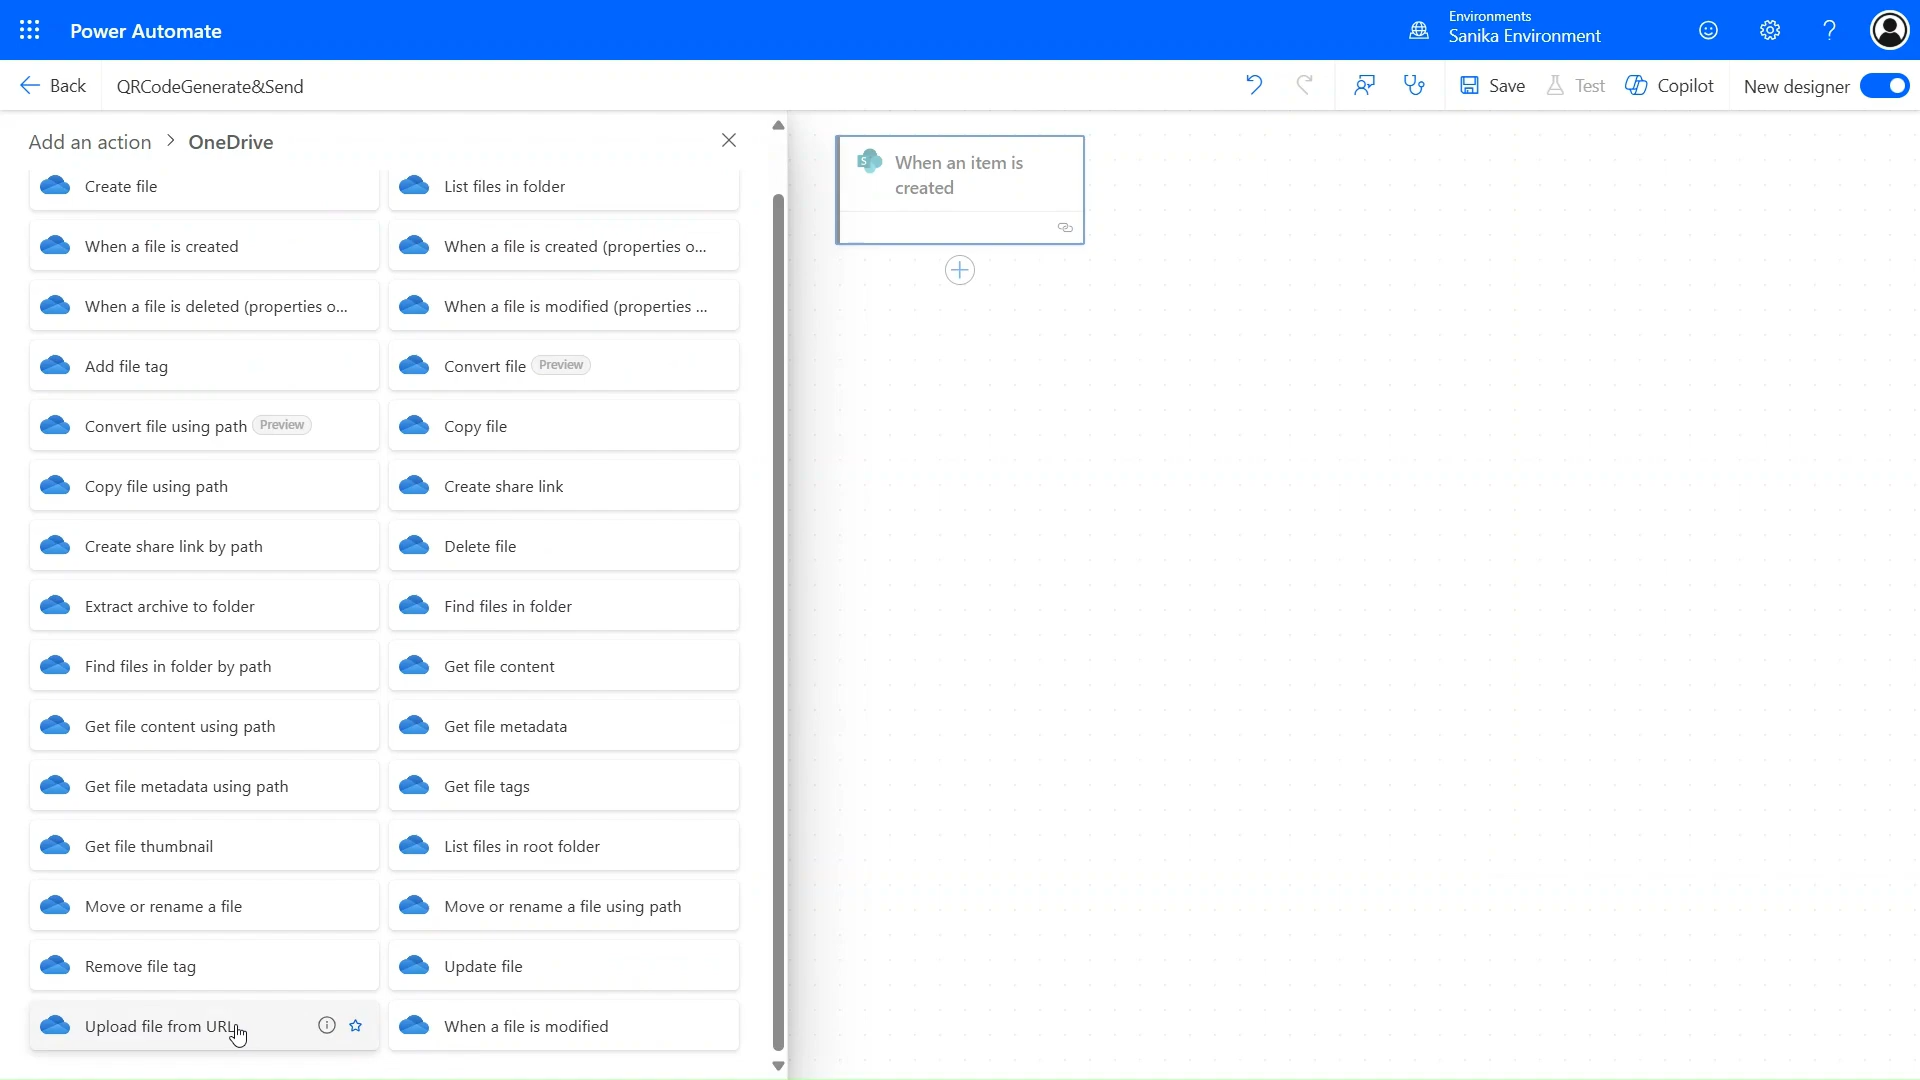 Power Automate
Environments
Sanika Environment
Back
QRCodeGenerate&Send
Save
Test
Copilot
New designer
Add an action > OneDrive
Create file
List files in folder
When a file is created
When a file is created (properties o...
When a file is deleted (properties o...
When a file is modified (properties ...
Add file tag
Convert file Preview
Convert file using path Preview
Copy file
Copy file using path
Create share link
Create share link by path
Delete file
Extract archive to folder
Find files in folder
Find files in folder by path
Get file content
Get file content using path
Get file metadata
Get file metadata using path
Get file tags
Get file thumbnail
List files in root folder
Move or rename a file
Move or rename a file using path
Remove file tag
Update file
Upload file from URL
When a file is modified
When an item is
created